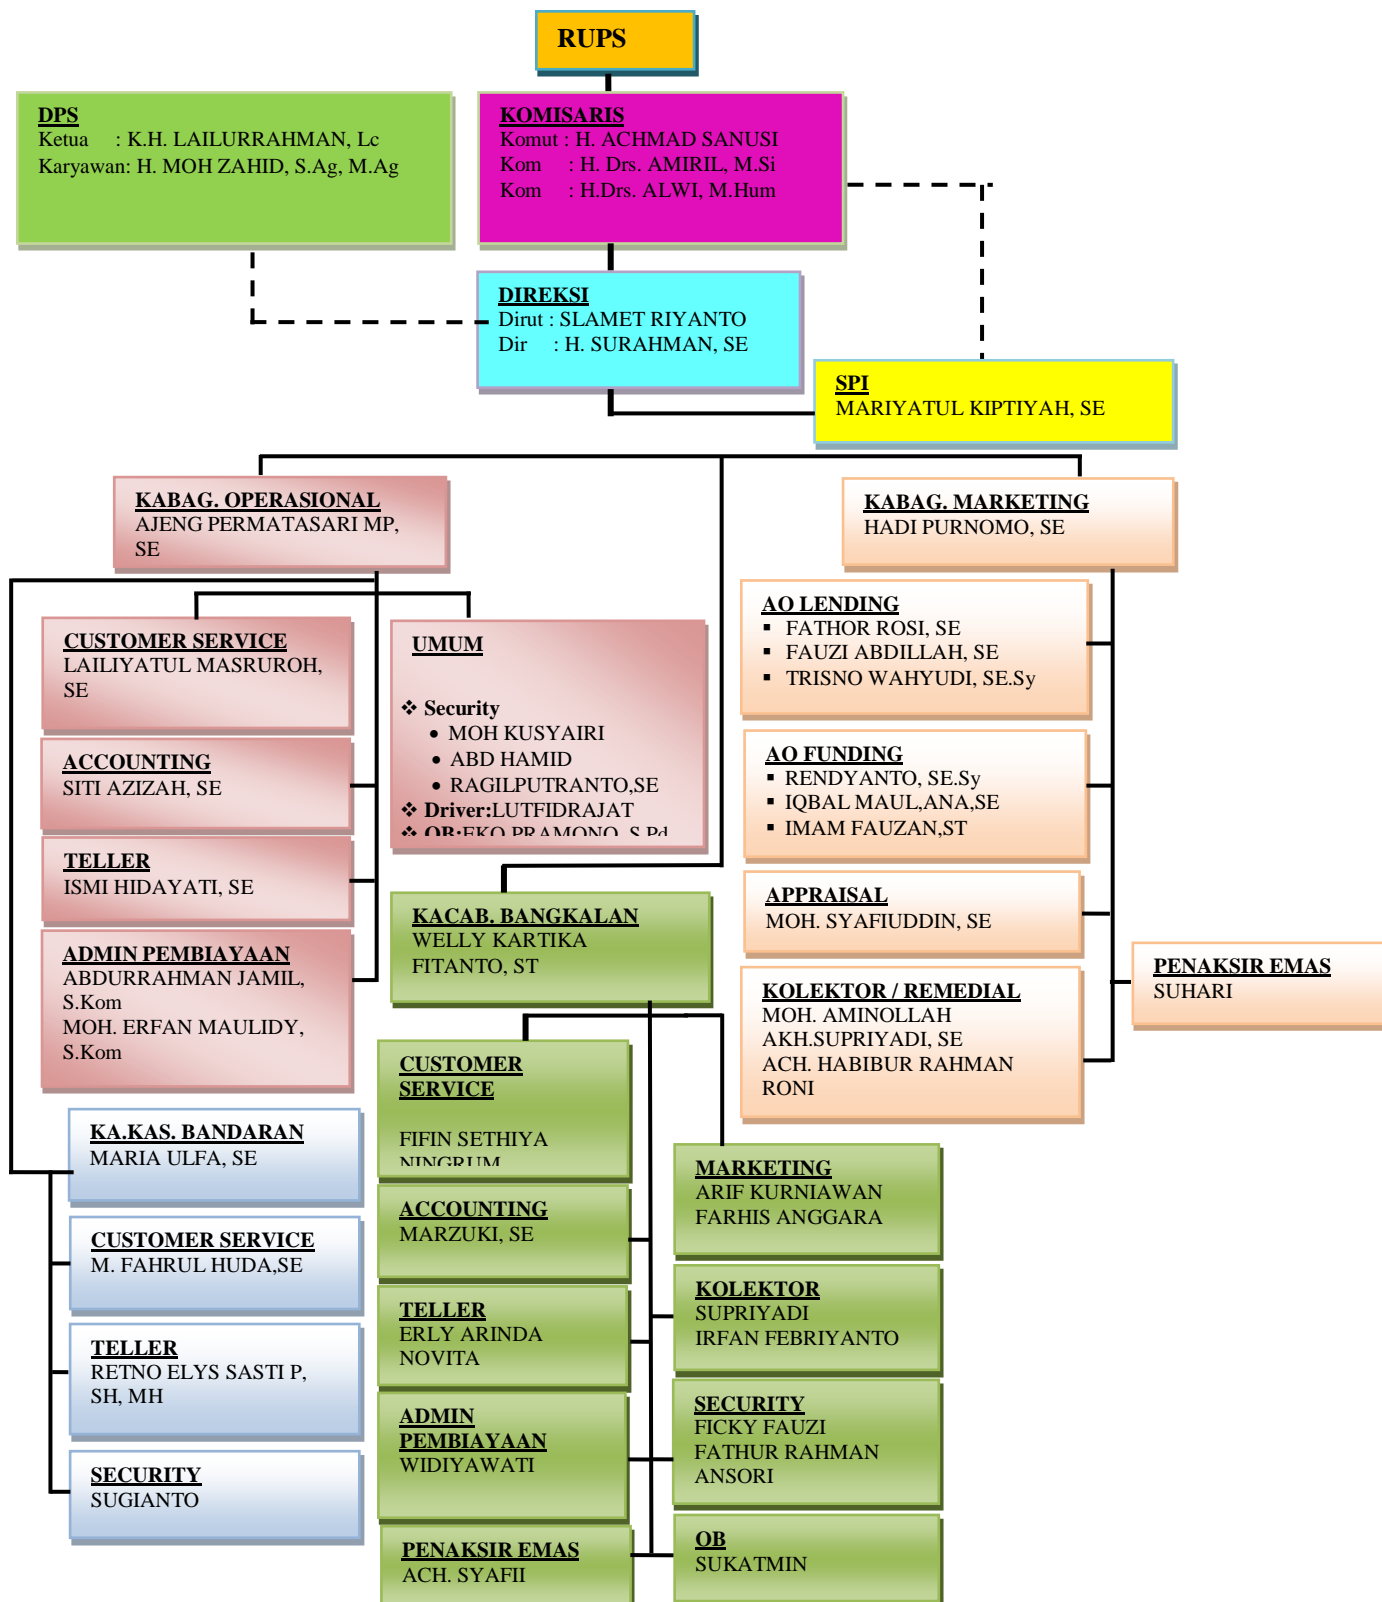 RUPS
DPS
Ketua : K.H. LAILURRAHMAN, Lc
Karyawan: H. MOH ZAHID, S.Ag, M.Ag
KOMISARIS
Komut : H. ACHMAD SANUSI
Kom : H. Drs. AMIRIL, M.Si
Kom : H.Drs. ALWI, M.Hum
DIREKSI
Dirut : SLAMET RIYANTO
Dir : H. SURAHMAN, SE
SPI
MARIYATUL KIPTIYAH, SE
KABAG. OPERASIONAL
AJENG PERMATASARI MP,
SE
KABAG. MARKETING
HADI PURNOMO, SE
CUSTOMER SERVICE
LAILIYATUL MASRUROH,
SE
ACCOUNTING
SITI AZIZAH, SE
TELLER
ISMI HIDAYATI, SE
ADMIN PEMBIAYAAN
ABDURRAHMAN JAMIL,
S.Kom
MOH. ERFAN MAULIDY,
S.Kom
UMUM
❖ Security
• MOH KUSYAIRI
• ABD HAMID
• RAGILPUTRANTO,SE
❖ Driver:LUTFIDRAJAT
❖ OB:EKO PRAMONO, S.Pd
AO LENDING
▪ FATHOR ROSI, SE
▪ FAUZI ABDILLAH, SE
▪ TRISNO WAHYUDI, SE.Sy
AO FUNDING
▪ RENDYANTO, SE.Sy
▪ IQBAL MAUL,ANA,SE
▪ IMAM FAUZAN,ST
APPRAISAL
MOH. SYAFIUDDIN, SE
KOLEKTOR / REMEDIAL
MOH. AMINOLLAH
AKH.SUPRIYADI, SE
ACH. HABIBUR RAHMAN
RONI
PENAKSIR EMAS
SUHARI
KACAB. BANGKALAN
WELLY KARTIKA
FITANTO, ST
CUSTOMER
SERVICE
FIFIN SETHIYA
NINGRUM
ACCOUNTING
MARZUKI, SE
TELLER
ERLY ARINDA
NOVITA
ADMIN
PEMBIAYAAN
WIDIYAWATI
PENAKSIR EMAS
ACH. SYAFII
MARKETING
ARIF KURNIAWAN
FARHIS ANGGARA
KOLEKTOR
SUPRIYADI
IRFAN FEBRIYANTO
SECURITY
FICKY FAUZI
FATHUR RAHMAN
ANSORI
OB
SUKATMIN
KA.KAS. BANDARAN
MARIA ULFA, SE
CUSTOMER SERVICE
M. FAHRUL HUDA,SE
TELLER
RETNO ELYS SASTI P,
SH, MH
SECURITY
SUGIANTO